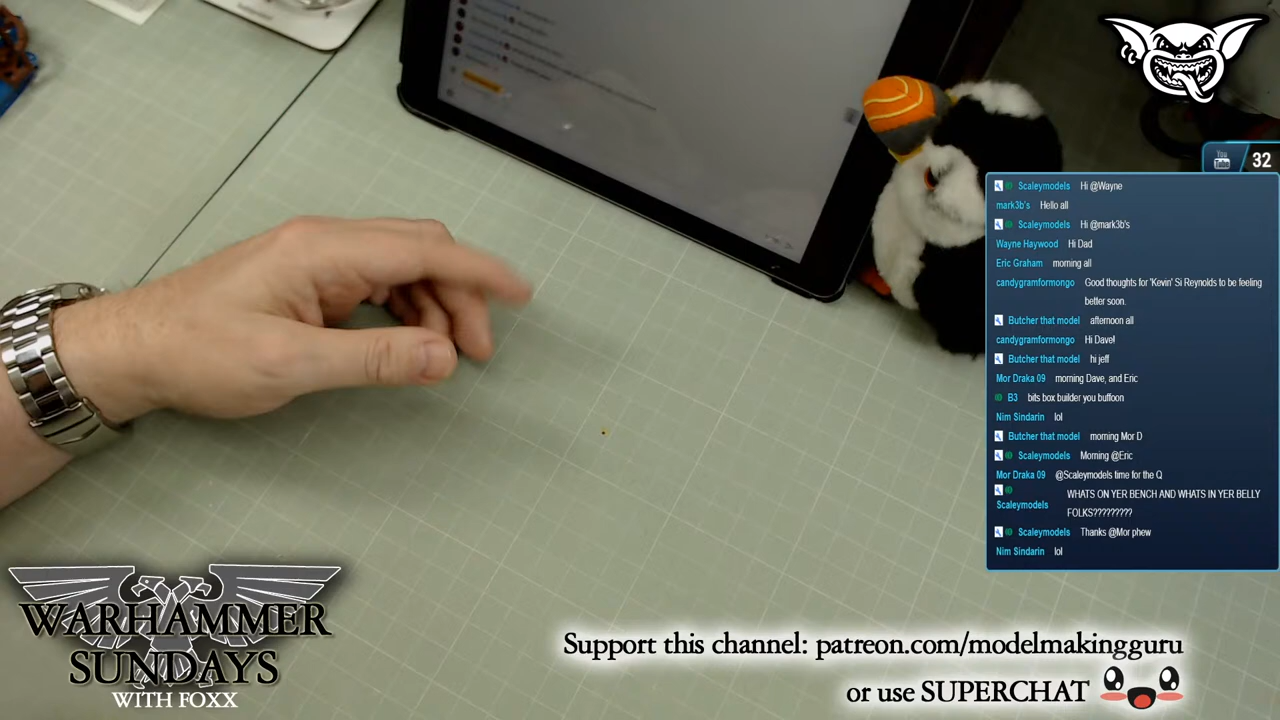 You
Tube
32
Scaleymodels Hi @Wayne
mark3b's Hello all
Scaleymodels Hi @mark3b's
Wayne Haywood Hi Dad
Eric Graham morning all
candygramformongo Good thoughts for 'Kevin' Si Reynolds to be feeling
better soon.
Butcher that model afternoon all
candygramformongo Hi Dave!
Butcher that model hi jeff
Mor Draka 09 morning Dave, and Eric
B3 bits box builder you buffoon
Nim Sindarin lol
Butcher that model morning Mor D
Scaleymodels Morning @Eric
Mor Draka 09 @Scaleymodels time for the Q
Scaleymodels WHATS ON YER BENCH AND WHATS IN YER BELLY
FOLKS?????????
Scaleymodels Thanks @Mor phew
Nim Sindarin lol
WARHAMMER
SUNDAYS
WITH FOXX
Support this channel: patreon.com/modelmakingguru
or use SUPERCHAT